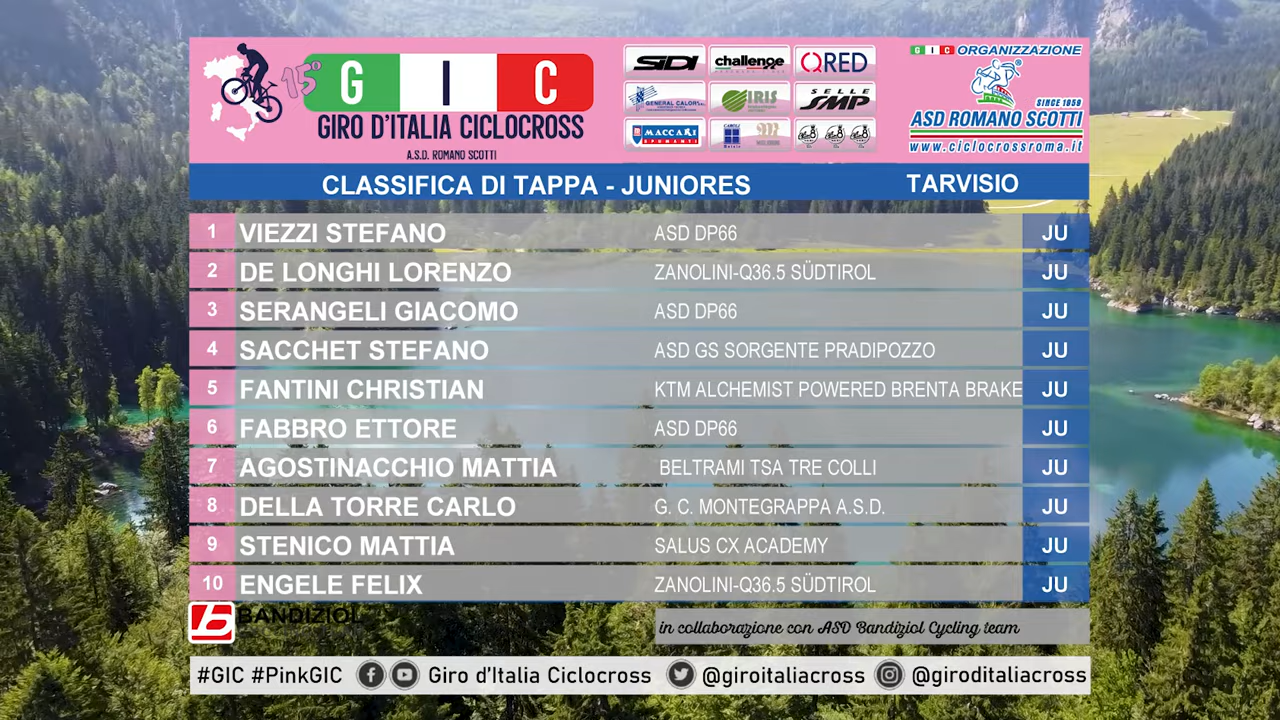 15°
G I C
GIRO D'ITALIA CICLOCROSS
A.S.D. ROMANO SCOTTI
SIDI
challenge
QRED
GENERAL CALOR
IRIS
SELLE SMP
MACCARI
SPUMANTI
G I C ORGANIZZAZIONE
SINCE 1959
ASD ROMANO SCOTTI
www.ciclocrossroma.it
CLASSIFICA DI TAPPA - JUNIORES TARVISIO
1 VIEZZI STEFANO ASD DP66 JU
2 DE LONGHI LORENZO ZANOLINI-Q36.5 SÜDTIROL JU
3 SERANGELI GIACOMO ASD DP66 JU
4 SACCHET STEFANO ASD GS SORGENTE PRADIPOZZO JU
5 FANTINI CHRISTIAN KTM ALCHEMIST POWERED BRENTA BRAKE JU
6 FABBRO ETTORE ASD DP66 JU
7 AGOSTINACCHIO MATTIA BELTRAMI TSA TRE COLLI JU
8 DELLA TORRE CARLO G. C. MONTEGRAPPA A.S.D. JU
9 STENICO MATTIA SALUS CX ACADEMY JU
10 ENGELE FELIX ZANOLINI-Q36.5 SÜDTIROL JU
BANDIZIOL
in collaborazione con ASD Bandiziol Cycling team
#GIC #PinkGIC Giro d'Italia Ciclocross @giroitaliacross @giroditaliacross